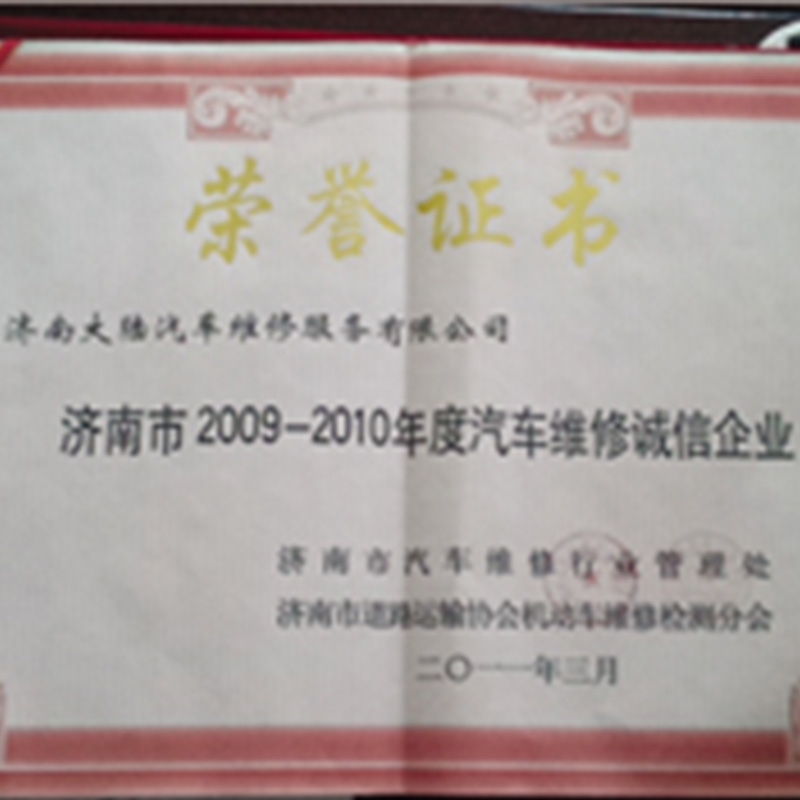 荣誉证书
济南大陆汽车维修服务有限公司
济南市2009-2010年度汽车维修诚信企业
济南市汽车维修行业管理处
济南市道路运输协会机动车维修检测分会
二〇一一年三月